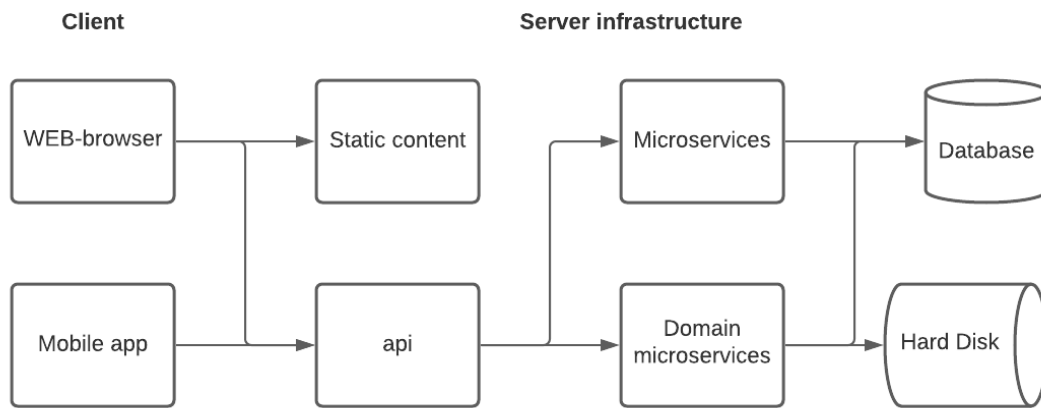 Client
Server infrastructure
WEB-browser
Static content
Microservices
Database
Mobile app
api
Domain
microservices
Hard Disk